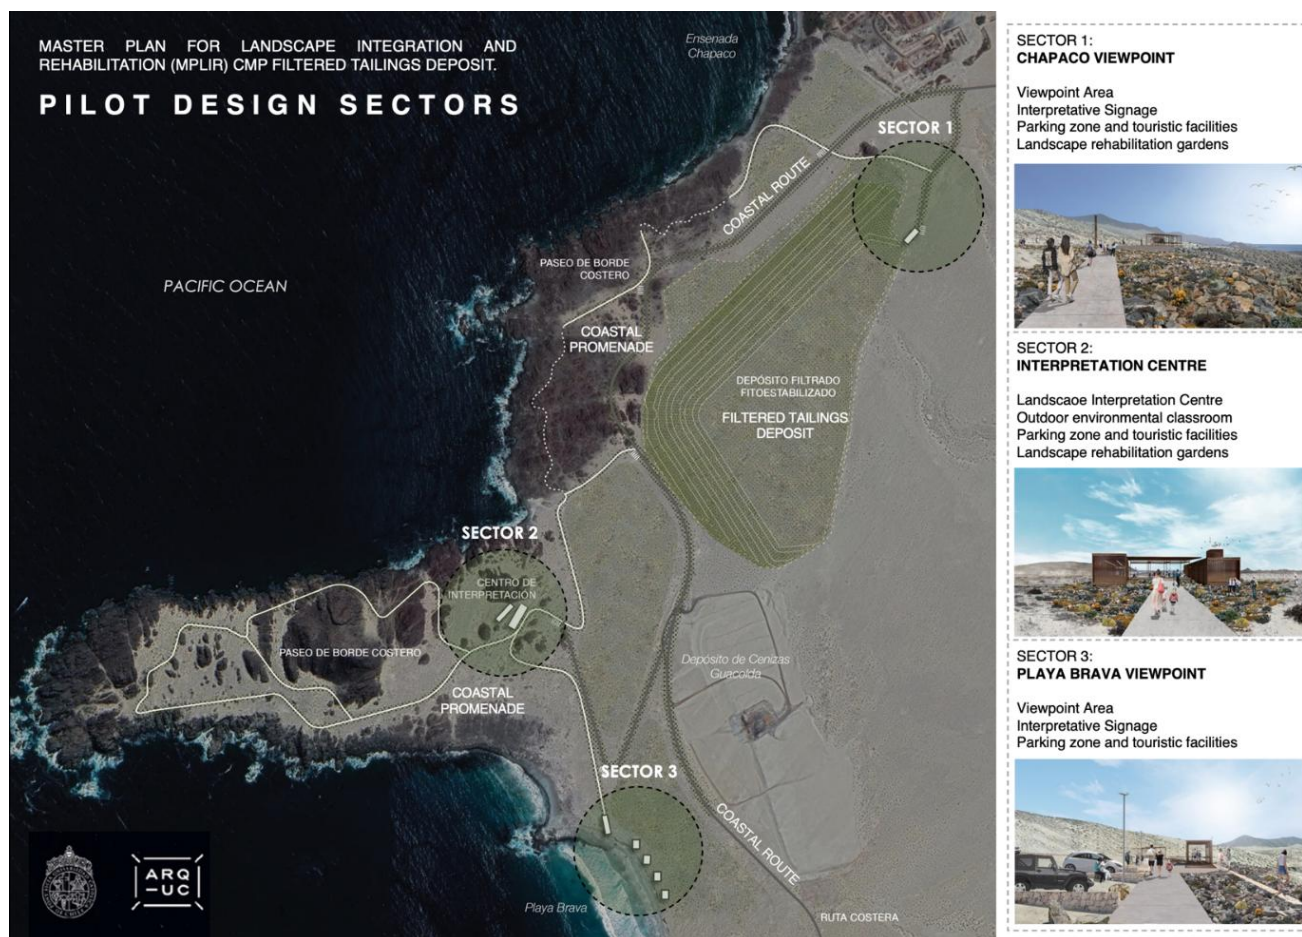 MASTER PLAN FOR LANDSCAPE INTEGRATION AND
REHABILITATION (MPLIR) CMP FILTERED TAILINGS DEPOSIT.
PILOT DESIGN SECTORS
Ensenada
Chapaco
SECTOR 1
COASTAL ROUTE
PASEO DE BORDE
COSTERO
PACIFIC OCEAN
COASTAL
PROMENADE
DEPÓSITO FILTRADO
FITOESTABILIZADO
FILTERED TAILINGS
DEPOSIT
SECTOR 2
CENTRO DE
INTERPRETACIÓN
PASEO DE BORDE COSTERO
Depósito de Cenizas
Guacolda
COASTAL
PROMENADE
SECTOR 3
COASTAL ROUTE
Playa Brava
RUTA COSTERA
ARQ
-UC
SECTOR 1:
CHAPACO VIEWPOINT
Viewpoint Area
Interpretative Signage
Parking zone and touristic facilities
Landscape rehabilitation gardens
SECTOR 2:
INTERPRETATION CENTRE
Landscaoe Interpretation Centre
Outdoor environmental classroom
Parking zone and touristic facilities
Landscape rehabilitation gardens
SECTOR 3:
PLAYA BRAVA VIEWPOINT
Viewpoint Area
Interpretative Signage
Parking zone and touristic facilities